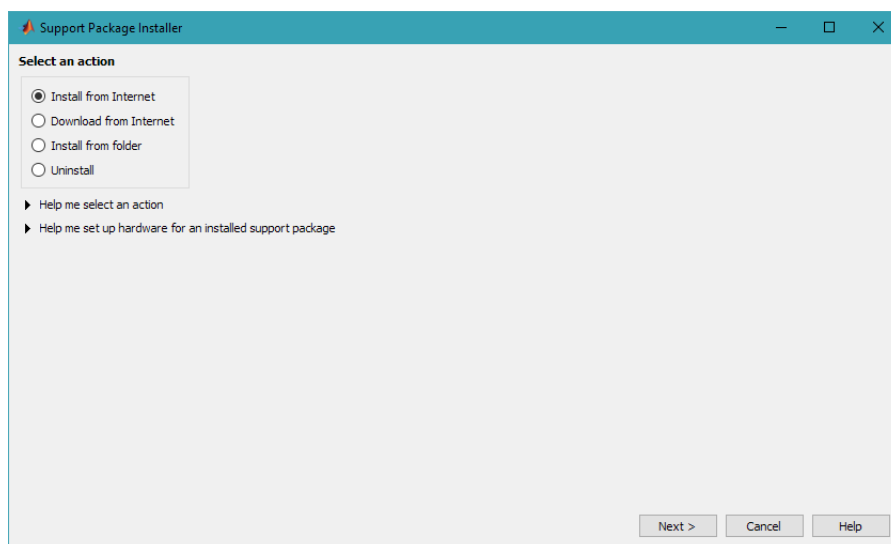 Support Package Installer
Select an action
Install from Internet
Download from Internet
Install from folder
Uninstall
Help me select an action
Help me set up hardware for an installed support package
Next > Cancel Help